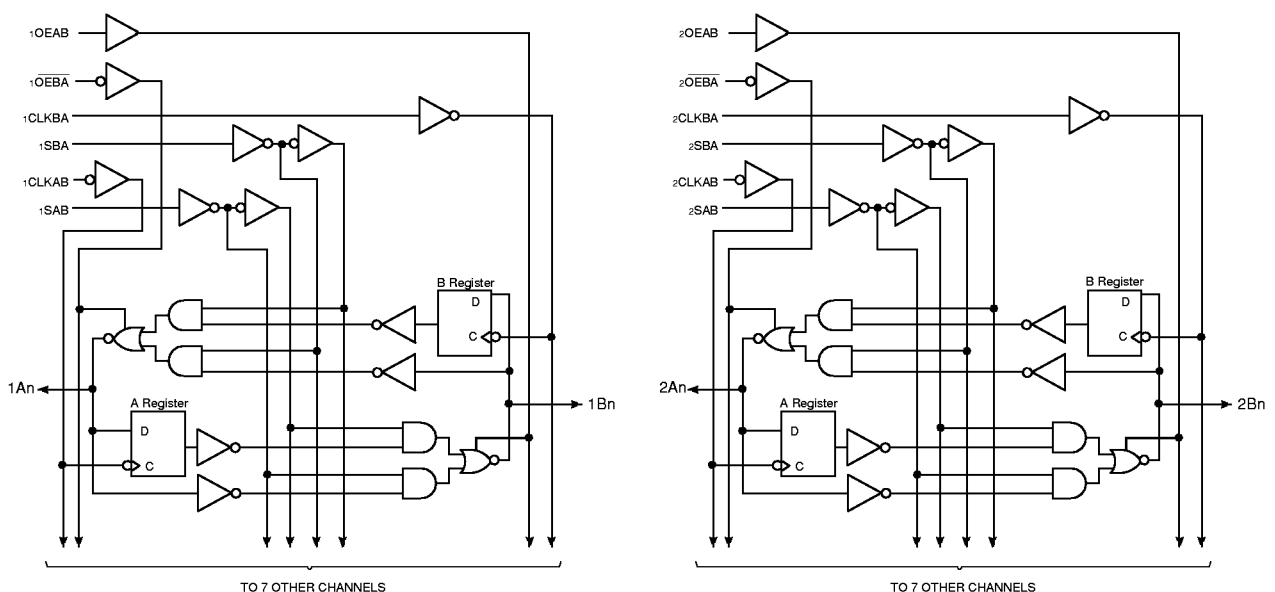 1OEAB
1OEBA
1CLKBA
1SBA
1CLKAB
1SAB
B Register
D
C
1An
A Register
D
C
1Bn
TO 7 OTHER CHANNELS
2OEAB
2OEBA
2CLKBA
2SBA
2CLKAB
2SAB
B Register
D
C
2An
A Register
D
C
2Bn
TO 7 OTHER CHANNELS